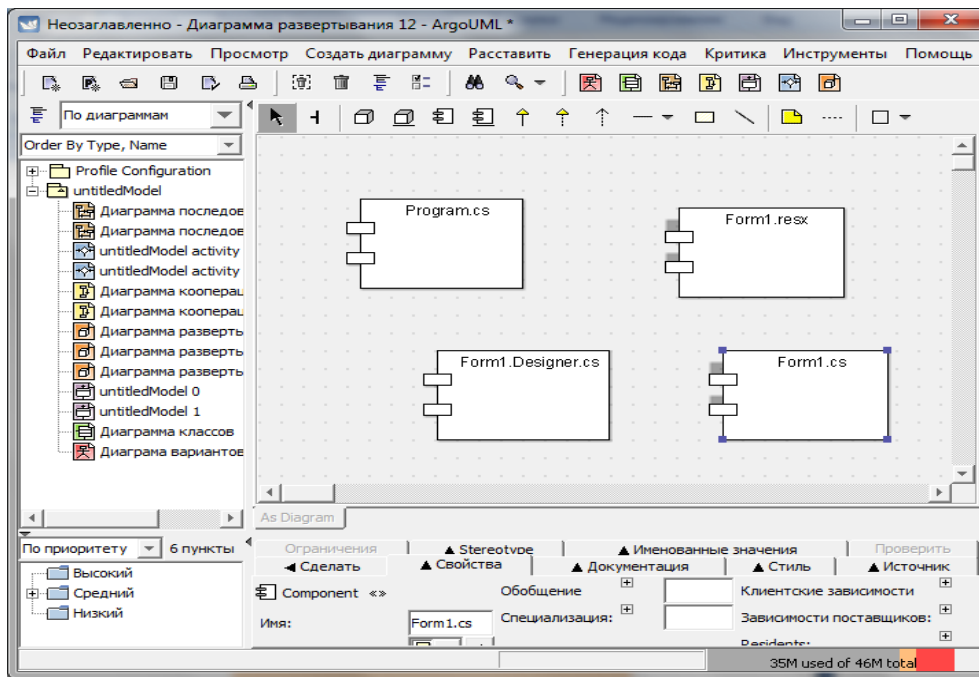 Неозаглавленно - Диаграмма развертывания 12 - ArgoUML *
Файл Редактировать Просмотр Создать диаграмму Расставить Генерация кода Критика Инструменты Помощь
По диаграммам
Order By Type, Name
Profile Configuration
untitledModel
Диаграмма последов
Диаграмма последов
untitledModel activity
untitledModel activity
Диаграмма кооперац
Диаграмма кооперац
Диаграмма разверть
Диаграмма разверть
Диаграмма разверть
untitledModel 0
untitledModel 1
Диаграмма классов
Диаграма вариантов
Program.cs
Form1.resx
Form1.Designer.cs
Form1.cs
As Diagram
По приоритету 6 пункты
Высокий
Средний
Низкий
Ограничения Stereotype Именованные значения Проверить
Сделать Свойства Документация Стиль Источник
Component «» Обобщение Клиентские зависимости
Имя: Form1.cs Специализация: Зависимости поставщиков:
Residents:
35M used of 46M total